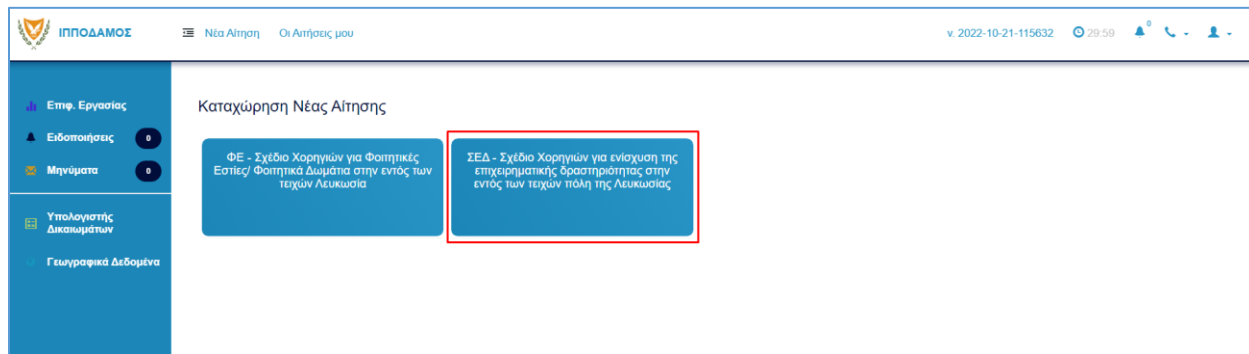 ΙΠΠΟΔΑΜΟΣ
Νέα Αίτηση Οι Αιτήσεις μου
v. 2022-10-21-115632 29:59 0
Επιφ. Εργασίας
Ειδοποιήσεις 0
Μηνύματα 0
Υπολογιστής
Δικαιωμάτων
Γεωγραφικά Δεδομένα
Καταχώρηση Νέας Αίτησης
ΦΕ - Σχέδιο Χορηγιών για Φοιτητικές
Εστίες/ Φοιτητικά Δωμάτια στην εντός των
τειχών Λευκωσία
ΣΕΔ - Σχέδιο Χορηγιών για ενίσχυση της
επιχειρηματικής δραστηριότητας στην
εντός των τειχών πόλη της Λευκωσίας